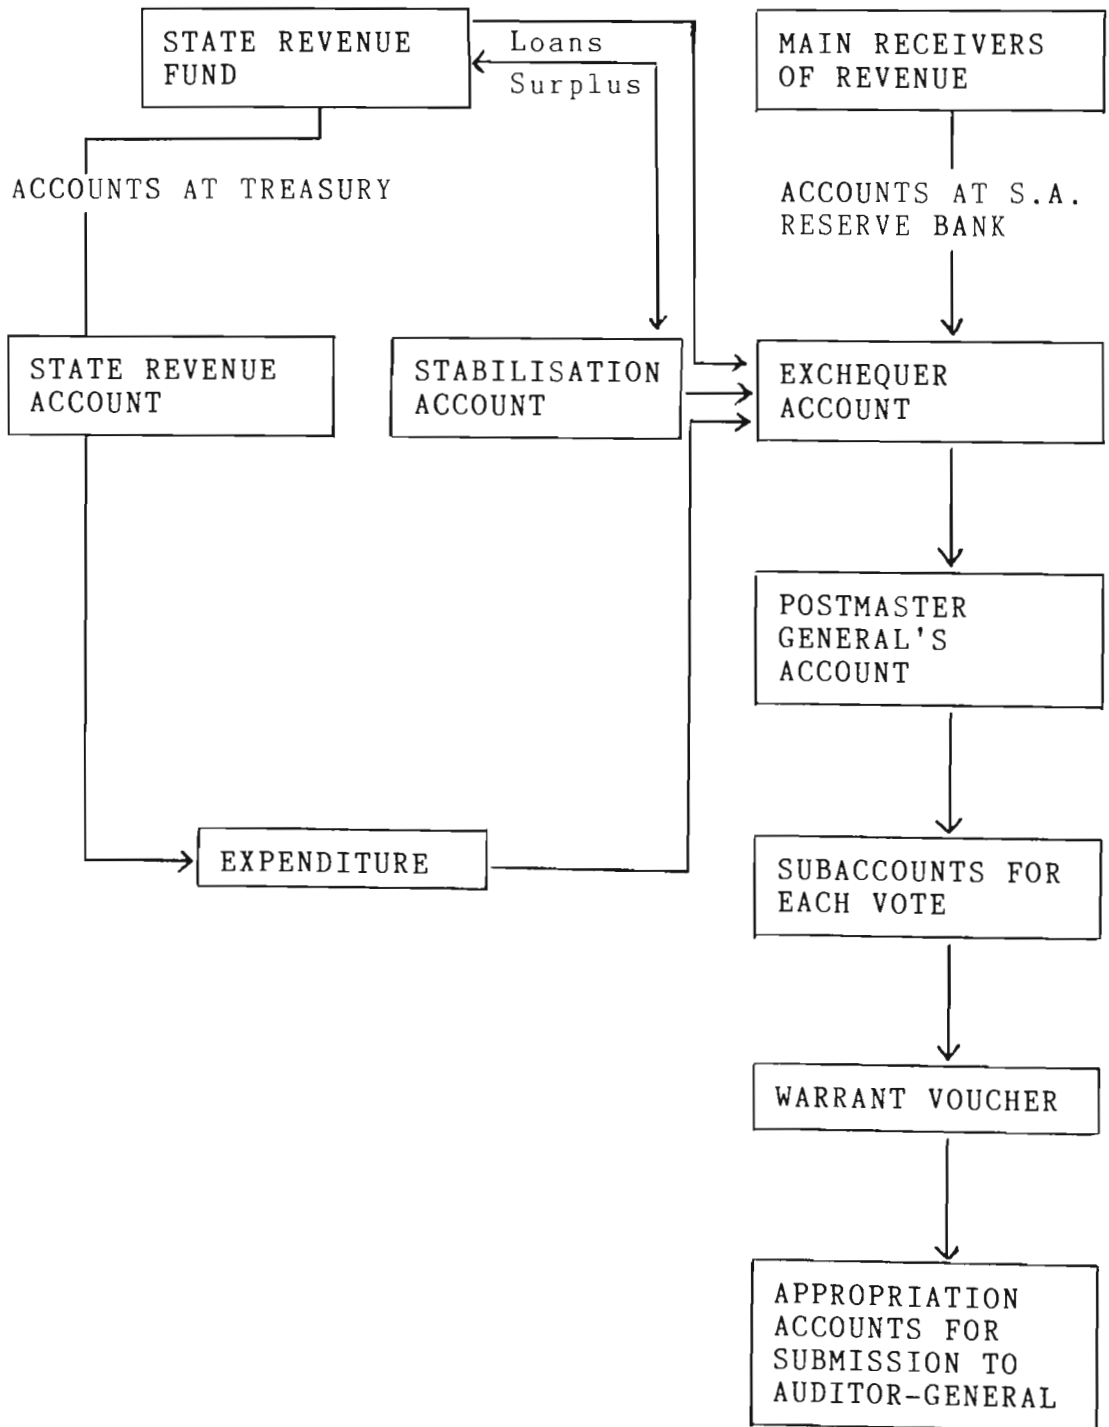 STATE REVENUE
FUND
Loans
Surplus
MAIN RECEIVERS
OF REVENUE
ACCOUNTS AT TREASURY
ACCOUNTS AT S.A.
RESERVE BANK
STATE REVENUE
ACCOUNT
STABILISATION
ACCOUNT
EXCHEQUER
ACCOUNT
POSTMASTER
GENERAL'S
ACCOUNT
EXPENDITURE
SUBACCOUNTS FOR
EACH VOTE
WARRANT VOUCHER
APPROPRIATION
ACCOUNTS FOR
SUBMISSION TO
AUDITOR-GENERAL